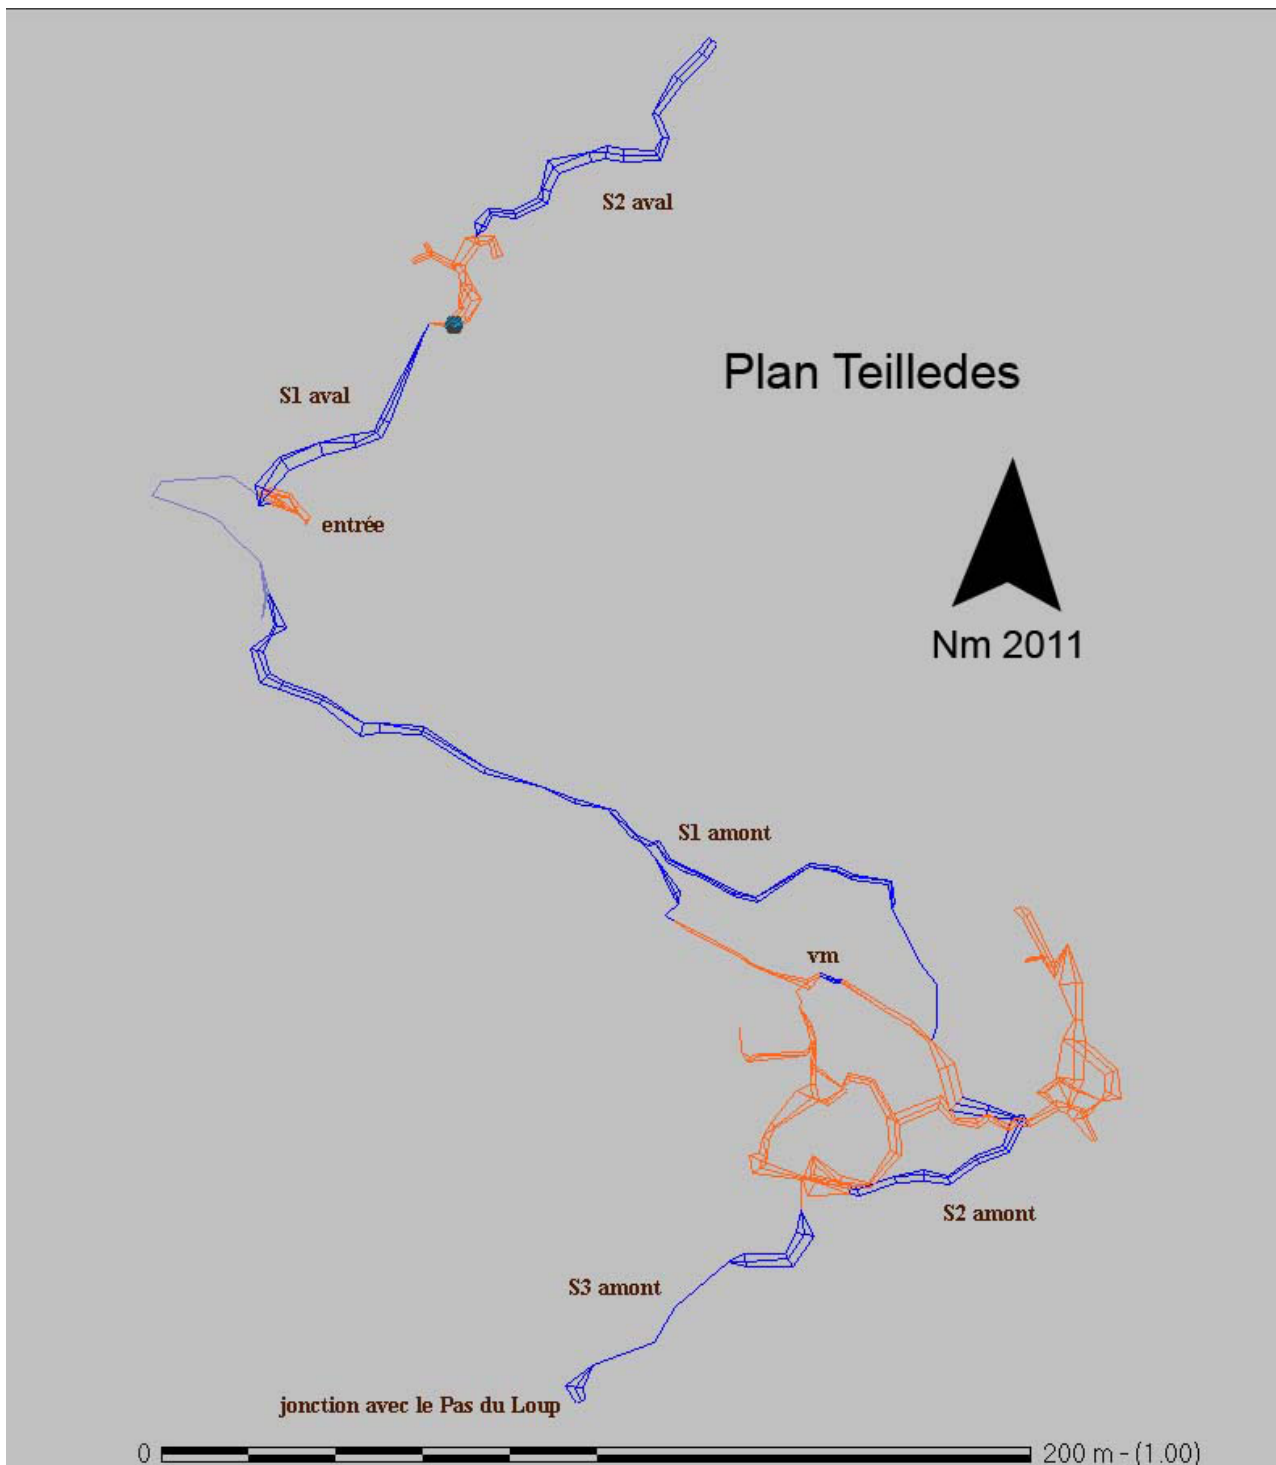 S2 aval
Plan Teilledes
S1 aval
entrée
Nm 2011
S1 amont
vm
S2 amont
S3 amont
jonction avec le Pas du Loup
0 200 m - (1.00)